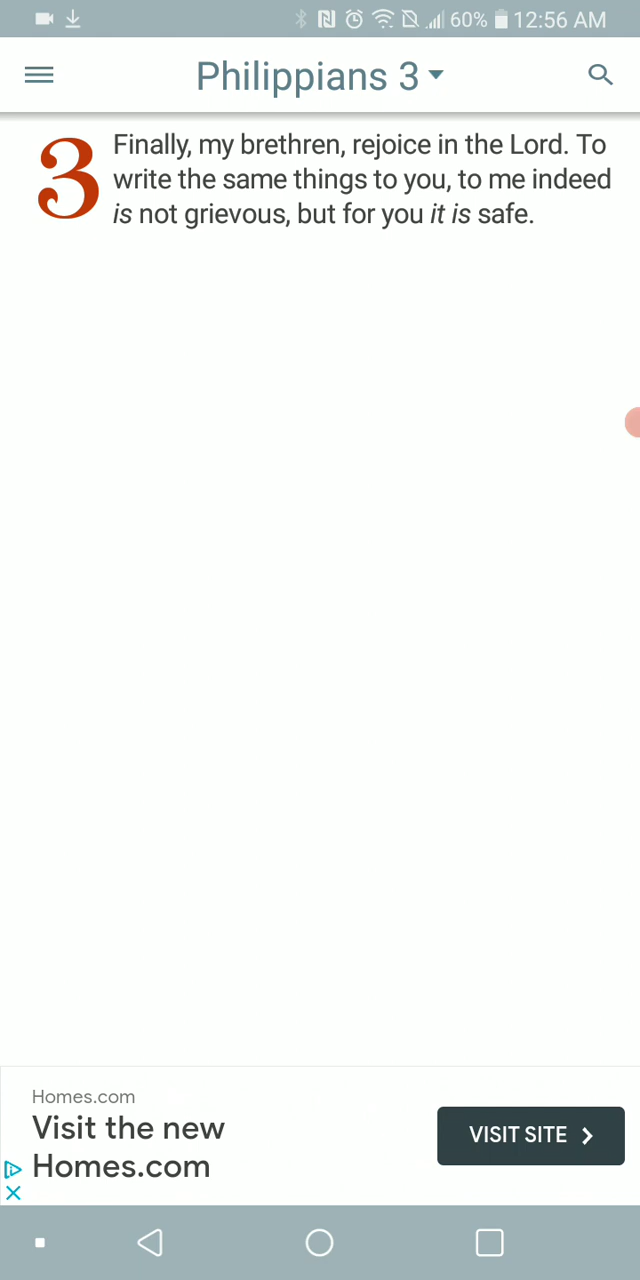 60% 12:56 AM
Philippians 3
3 Finally, my brethren, rejoice in the Lord. To
write the same things to you, to me indeed
is not grievous, but for you it is safe.
Homes.com
Visit the new
Homes.com
VISIT SITE